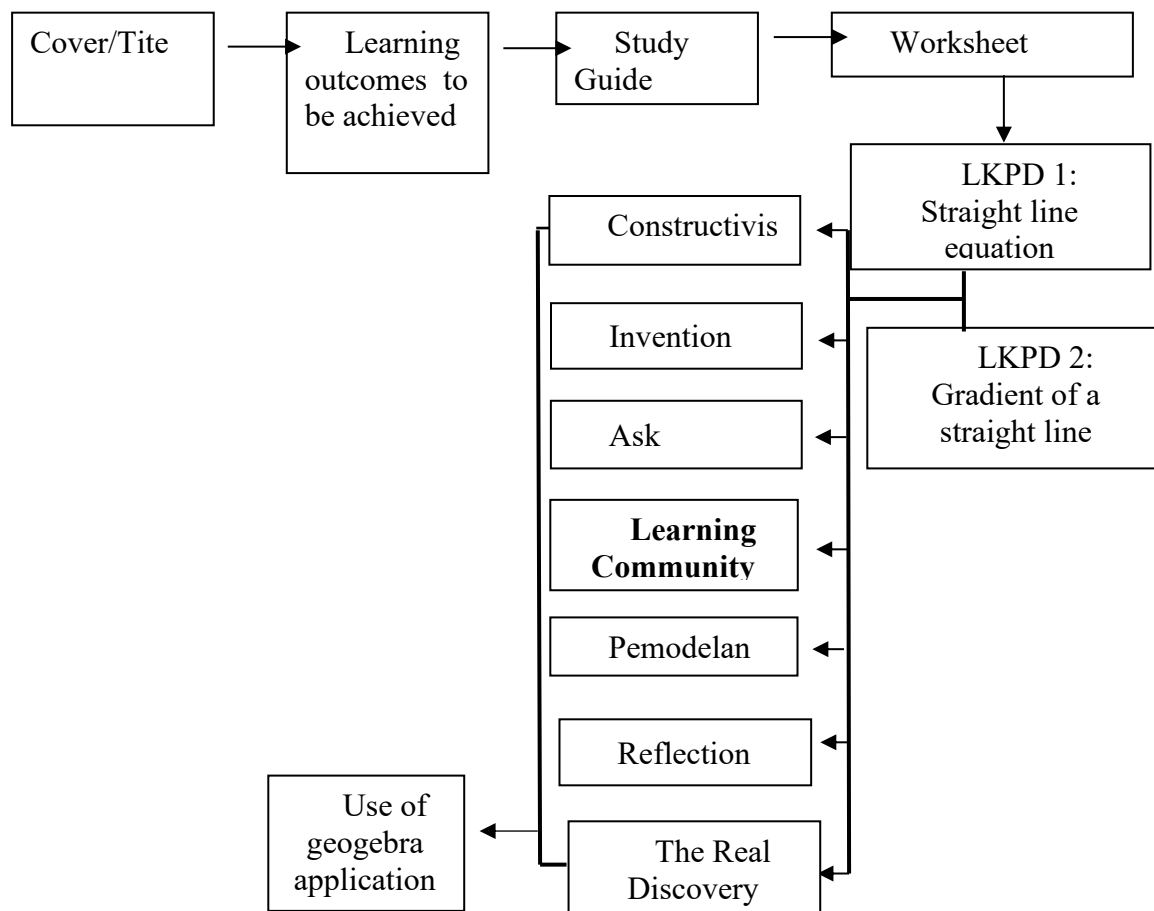 Cover/Tite
Learning
outcomes to
be achieved
Study
Guide
Worksheet
LKPD 1:
Straight line
equation
Constructivis
Invention
LKPD 2:
Gradient of a
straight line
Ask
Learning
Community
Pemodelan
Reflection
Use of
geogebra
application
The Real
Discovery